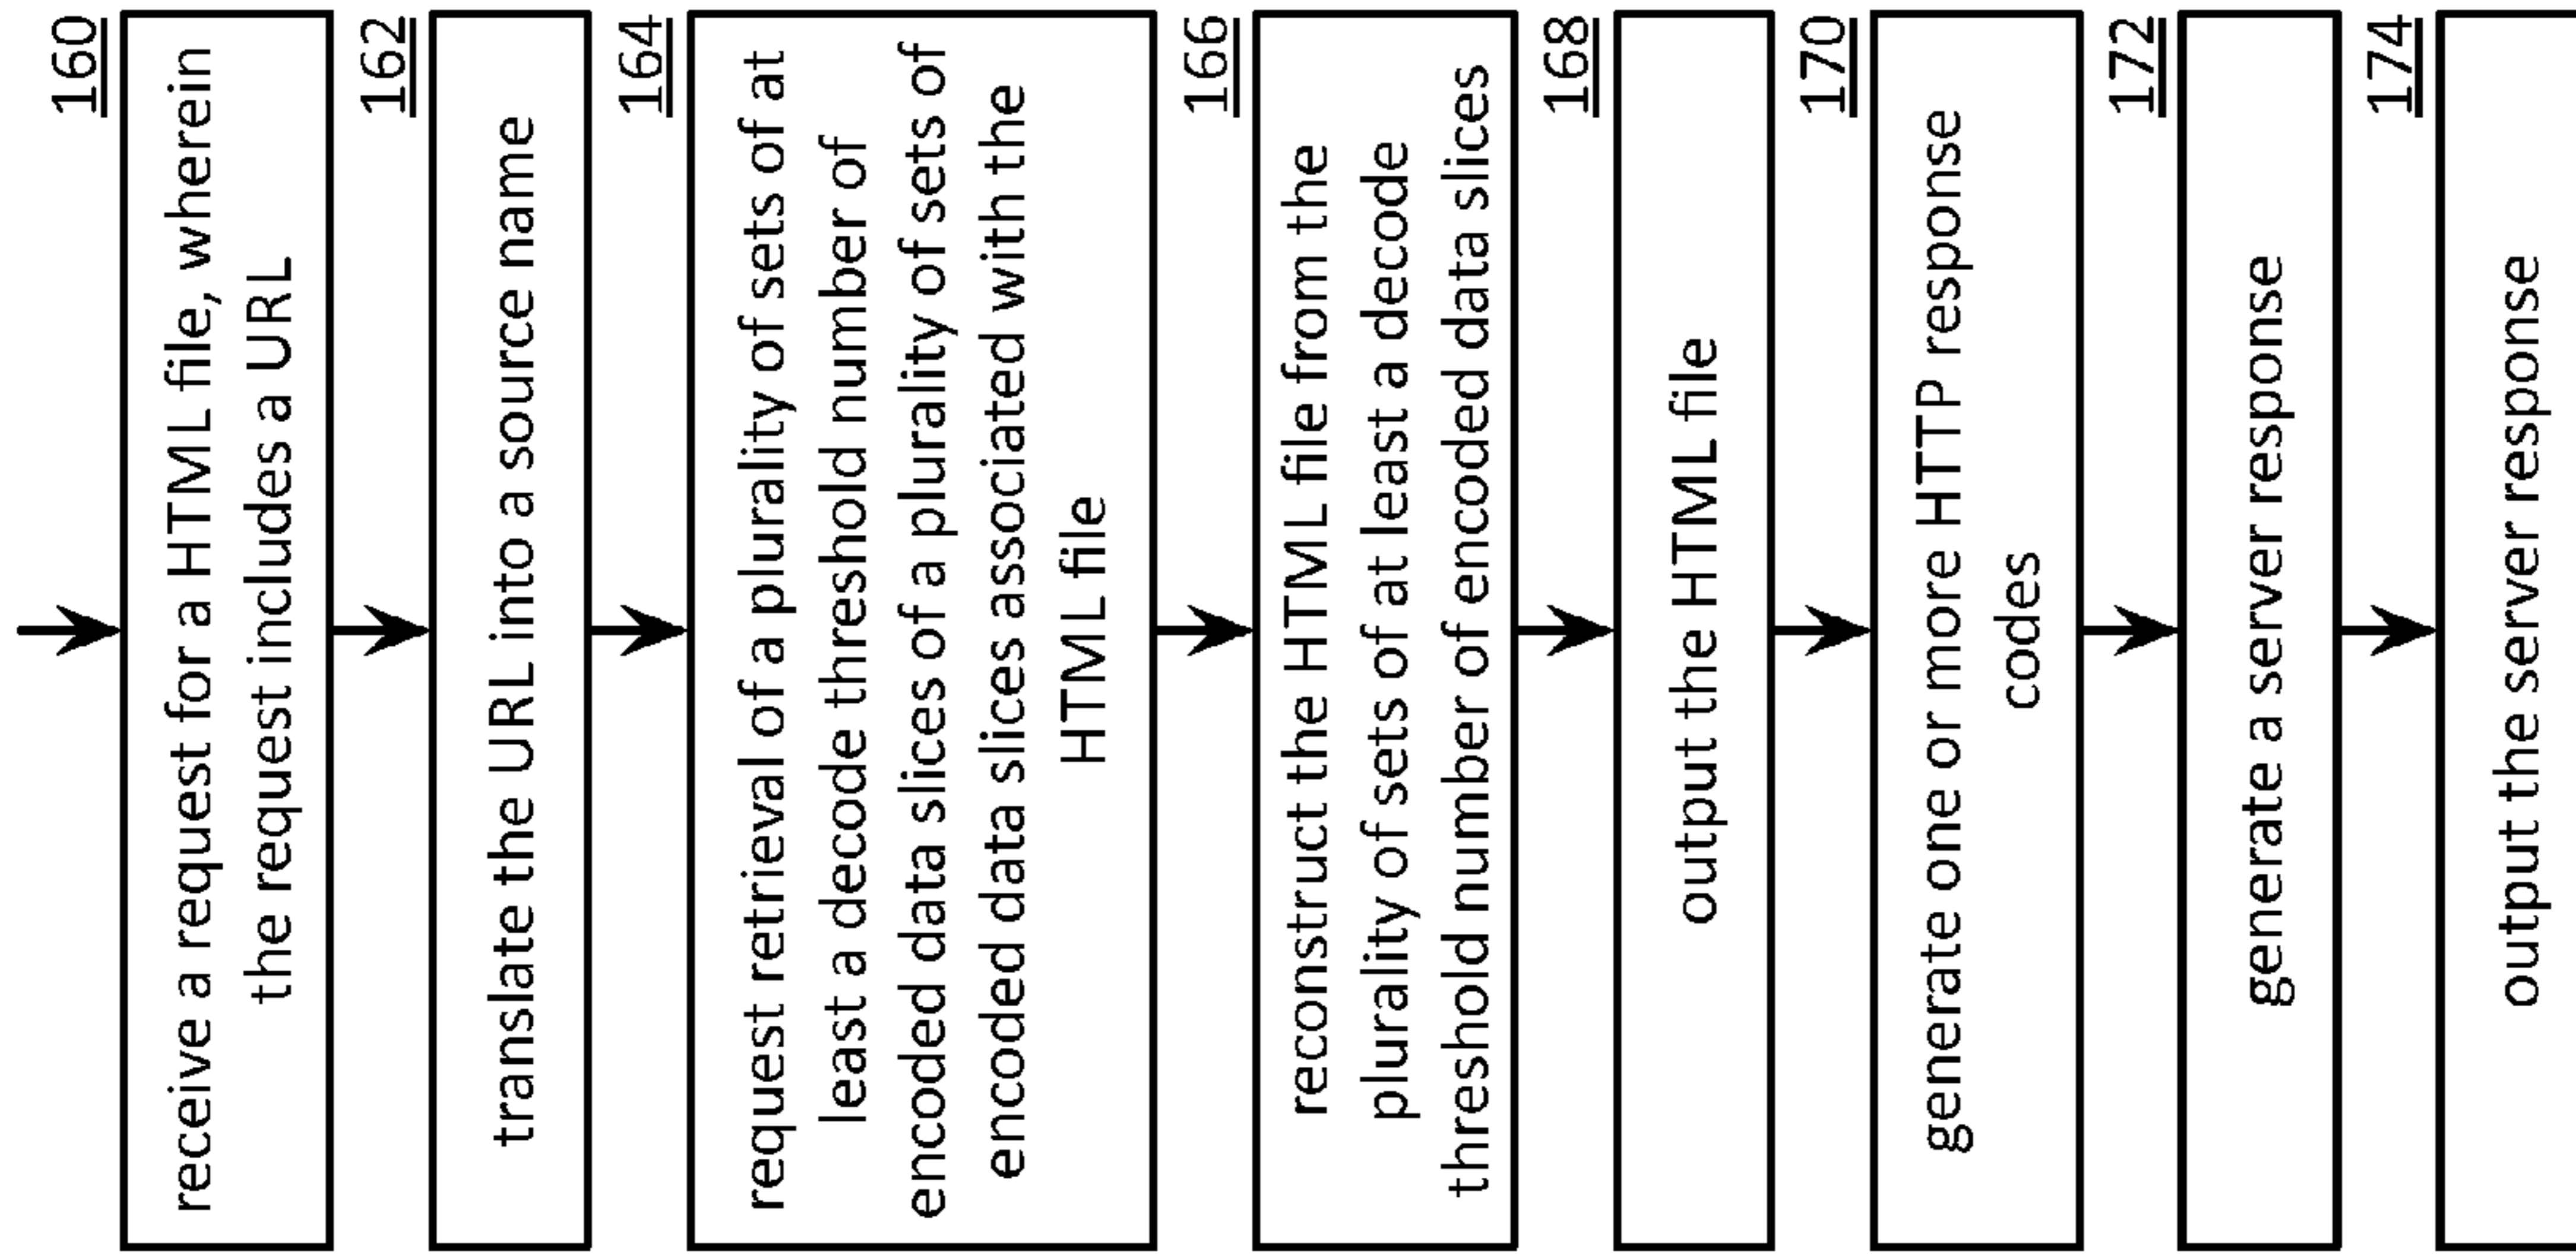 160
receive a request for a HTML file, wherein
the request includes a URL
162
translate the URL into a source name
164
request retrieval of a plurality of sets of at
least a decode threshold number of
encoded data slices of a plurality of sets of
encoded data slices associated with the
HTML file
166
reconstruct the HTML file from the
plurality of sets of at least a decode
threshold number of encoded data slices
168
output the HTML file
170
generate one or more HTTP response
codes
172
generate a server response
174
output the server response